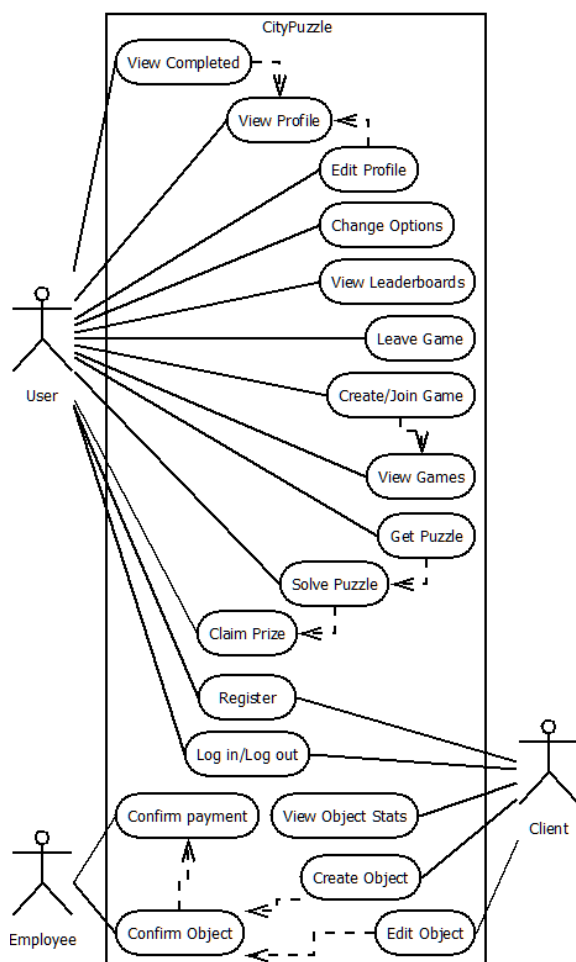 CityPuzzle
View Completed
View Profile
Edit Profile
Change Options
View Leaderboards
Leave Game
User
Create/Join Game
View Games
Get Puzzle
Solve Puzzle
Claim Prize
Register
Log in/Log out
Confirm payment
View Object Stats
Client
Create Object
Employee
Confirm Object
Edit Object